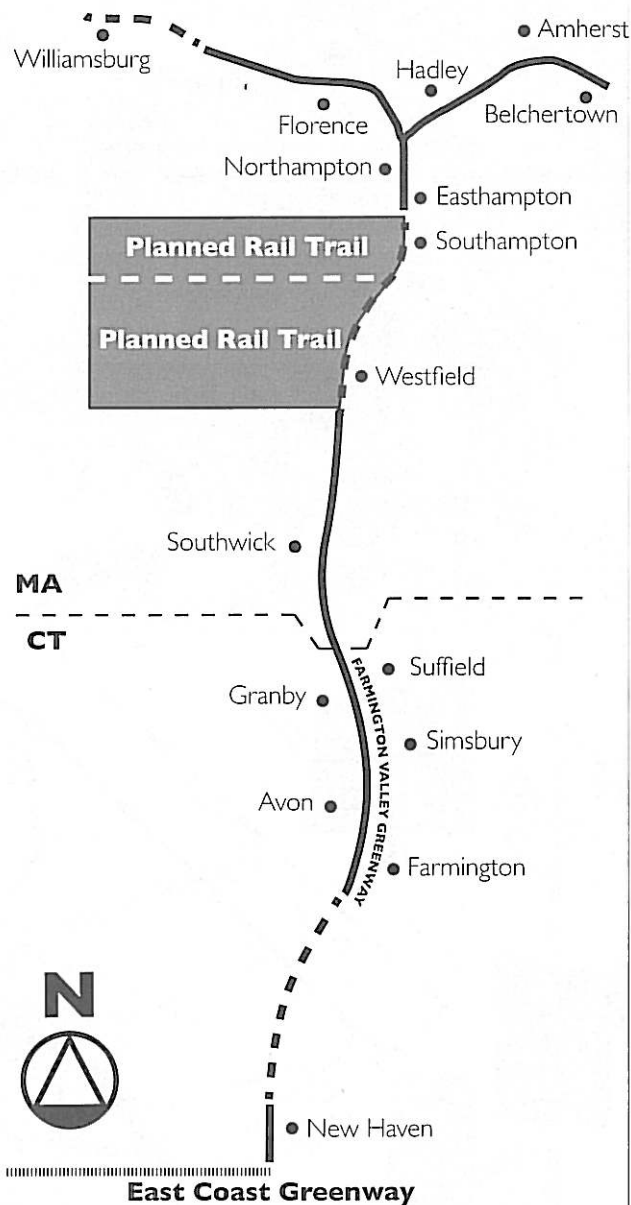 Amherst
Williamsburg
Hadley
Florence
Belchertown
Northampton
Easthampton
Planned Rail Trail
Southampton
Planned Rail Trail
Westfield
Southwick
MA
CT
Suffield
Granby
FARMINGTON VALLEY GREENWAY
Simsbury
Avon
Farmington
N
New Haven
East Coast Greenway